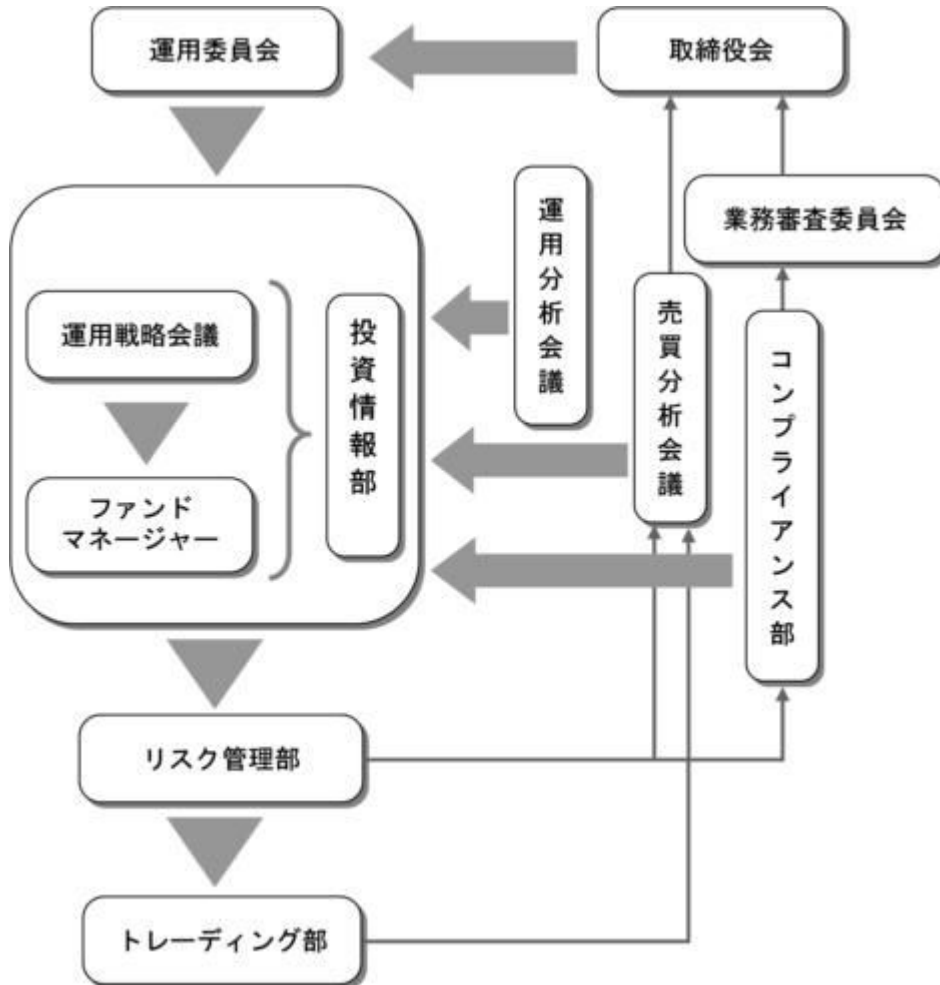 運用委員会
取締役会
運用分析会議
業務審査委員会
運用戦略会議
投資情報部
売買分析会議
コンプライアンス部
ファンド
マネージャー
リスク管理部
トレーディング部